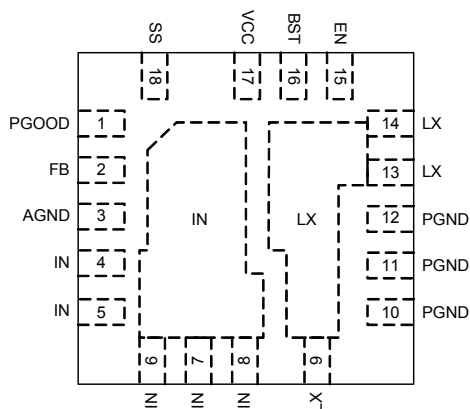 SS VCC BST EN
18 17 16 15
PGOOD 1 14 LX
FB 2 13 LX
AGND 3 IN LX 12 PGND
IN 4 11 PGND
IN 5 10 PGND
6 7 8 9
IN IN IN LX